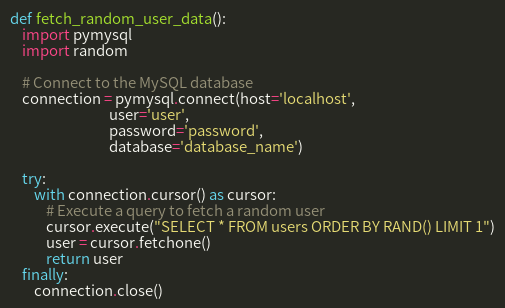 def fetch_random_user_data():
    import pymysql
    import random

    # Connect to the MySQL database
    connection = pymysql.connect(host='localhost',
                                 user='user',
                                 password='password',
                                 database='database_name')

    try:
        with connection.cursor() as cursor:
            # Execute a query to fetch a random user
            cursor.execute("SELECT * FROM users ORDER BY RAND() LIMIT 1")
            user = cursor.fetchone()
            return user
    finally:
        connection.close()